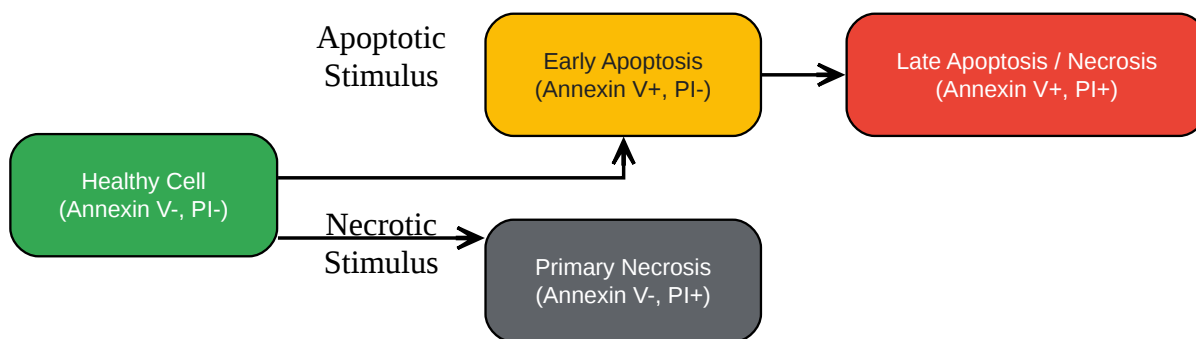 Apoptotic
Stimulus
Early Apoptosis
(Annexin V+, PI-)
Late Apoptosis / Necrosis
(Annexin V+, PI+)
Healthy Cell
(Annexin V-, PI-)
Necrotic
Stimulus
Primary Necrosis
(Annexin V-, PI+)